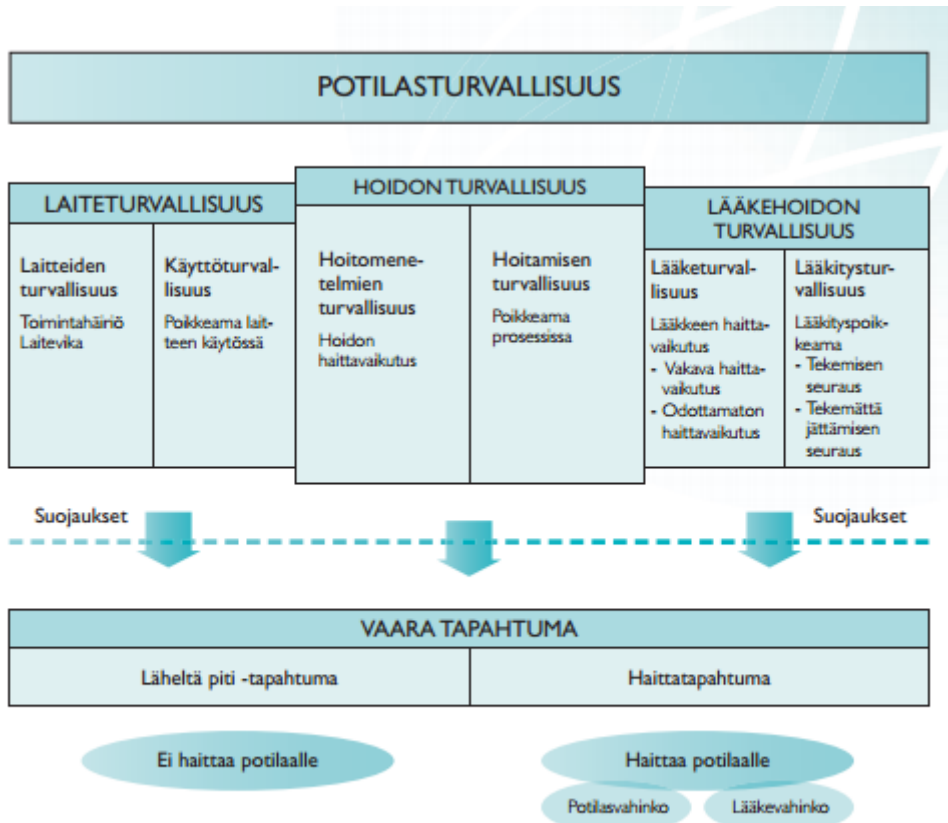 POTILASTURVALLISUUS
LAITETURVALLISUUS
Laitteiden
turvallisuus
Toimintahäiriö
Laitevika
Käyttöturval-
lisuus
Poikkeama lait-
teen käytössä
HOIDON TURVALLISUUS
Hoitomene-
telmien
turvallisuus
Hoidon
haittavaikutus
Hoitamisen
turvallisuus
Poikkeama
prosessissa
LÄÄKEHOIDON
TURVALLISUUS
Lääketurval-
lisuus
Lääkkeen haitta-
vaikutus
- Vakava haitta-
vaikutus
- Odottamaton
haittavaikutus
Lääkitystur-
vallisuus
Lääkityspoik-
keama
- Tekemisen
seuraus
- Tekemättä
jättämisen
seuraus
Suojaukset
Suojaukset
VAARA TAPAHTUMA
Läheltä piti -tapahtuma
Haittatapahtuma
Ei haittaa potilaalle
Haittaa potilaalle
Potilasvahinko
Lääkevahinko